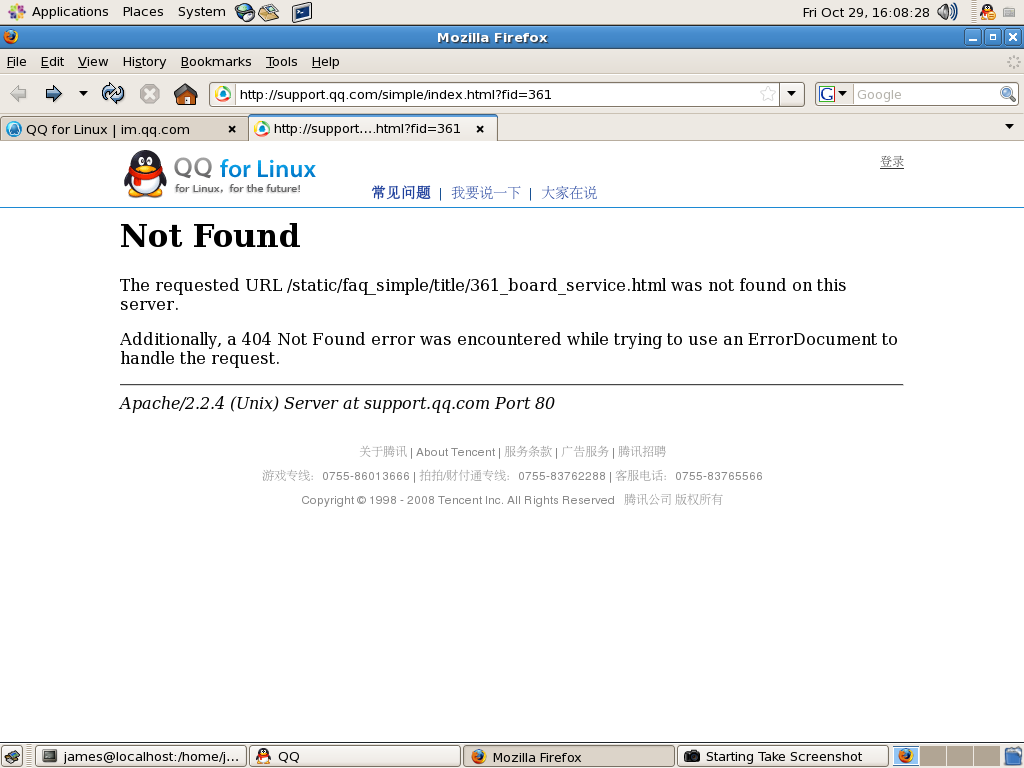 Applications Places System Fri Oct 29, 16:08:28
Mozilla Firefox
File Edit View History Bookmarks Tools Help
http://support.qq.com/simple/index.html?fid=361 G Google
QQ for Linux | im.qq.com http://support....html?fid=361
QQ for Linux
for Linux, for the future!
登录
常见问题 | 我要说一下 | 大家在说
Not Found
The requested URL /static/faq_simple/title/361_board_service.html was not found on this
server.
Additionally, a 404 Not Found error was encountered while trying to use an ErrorDocument to
handle the request.
Apache/2.2.4 (Unix) Server at support.qq.com Port 80
关于腾讯 | About Tencent | 服务条款 | 广告服务 | 腾讯招聘
游戏专线: 0755-86013666 | 拍拍/财付通专线: 0755-83762288 | 客服电话: 0755-83765566
Copyright © 1998 - 2008 Tencent Inc. All Rights Reserved 腾讯公司 版权所有
james@localhost:/home/j... QQ Mozilla Firefox Starting Take Screenshot